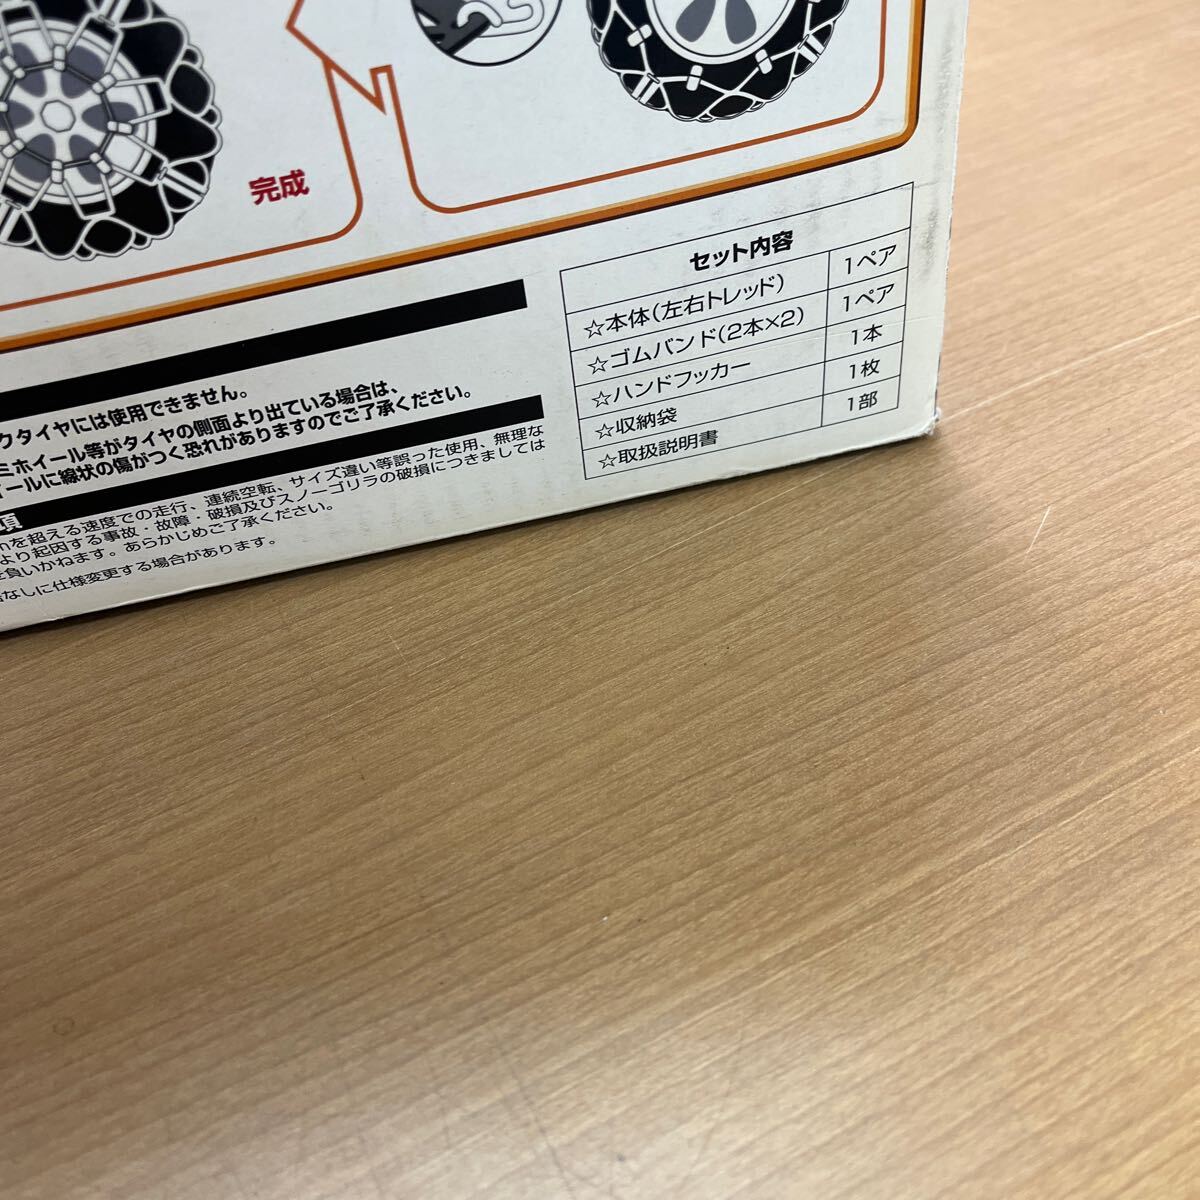 完成
クタイヤには使用できません。
ミホイール等がタイヤの側面より出ている場合は、
イールに線状の傷がつく恐れがありますのでご了承ください。
項
を超える速度での走行、連続空転、サイズ違い等誤った使用、無理な
より起因する事故・故障・破損及びスノーゴリラの破損につきましては
を負いかねます。あらかじめご了承ください。
なしに仕様変更する場合があります。
セット内容
☆本体(左右トレッド) 1ペア
☆ゴムバンド(2本×2) 1ペア
☆ハンドフッカー 1本
☆収納袋 1枚
☆取扱説明書 1部